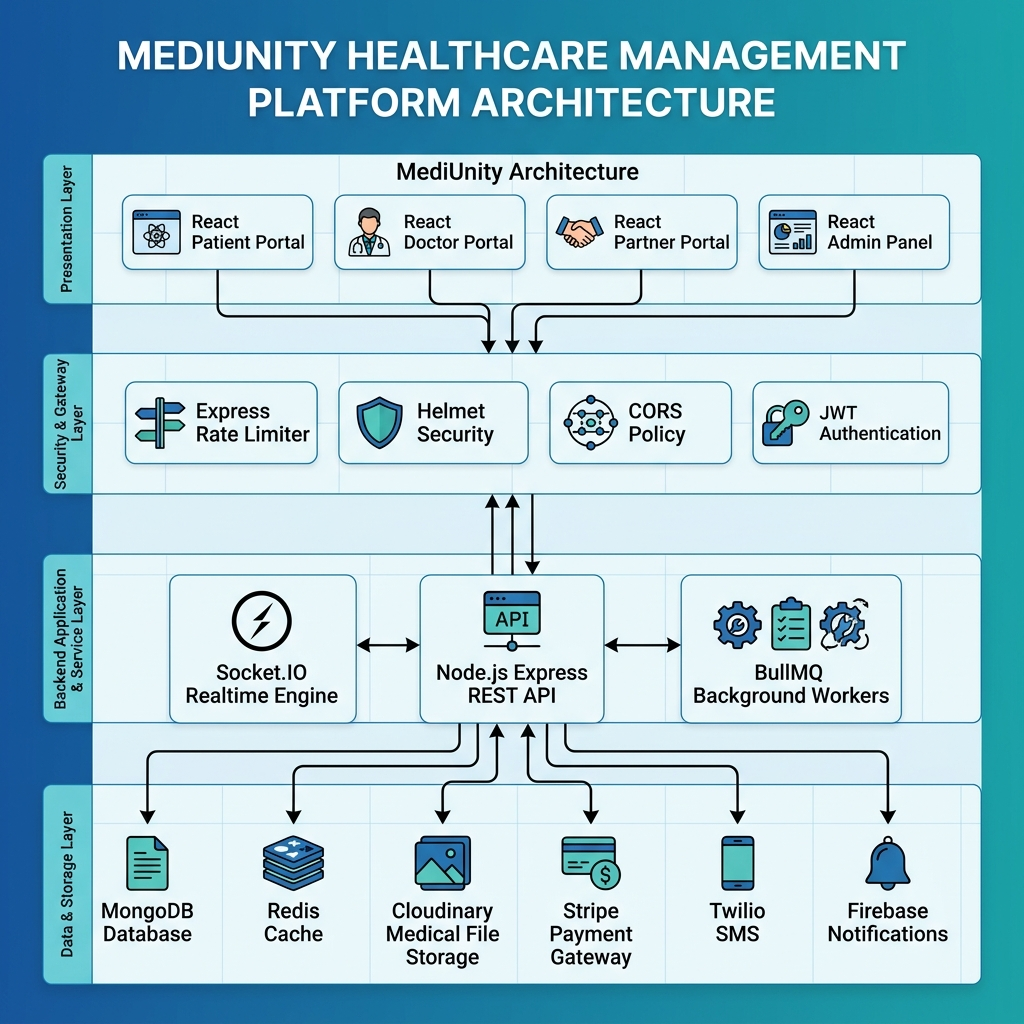 MEDIUNITY HEALTHCARE MANAGEMENT
PLATFORM ARCHITECTURE
Presentation Layer
MediUnity Architecture
React
Patient Portal
React
Doctor Portal
React
Partner Portal
React
Admin Panel
Security & Gateway
Layer
Express
Rate Limiter
Helmet
Security
CORS
Policy
JWT
Authentication
Backend Application
& Service Layer
Socket.IO
Realtime Engine
API
Node.js Express
REST API
BullMQ
Background Workers
Data & Storage Layer
MongoDB
Database
Redis
Cache
Cloudinary
Medical File
Storage
$
Stripe
Payment
Gateway
Twilio
SMS
Firebase
Notifications